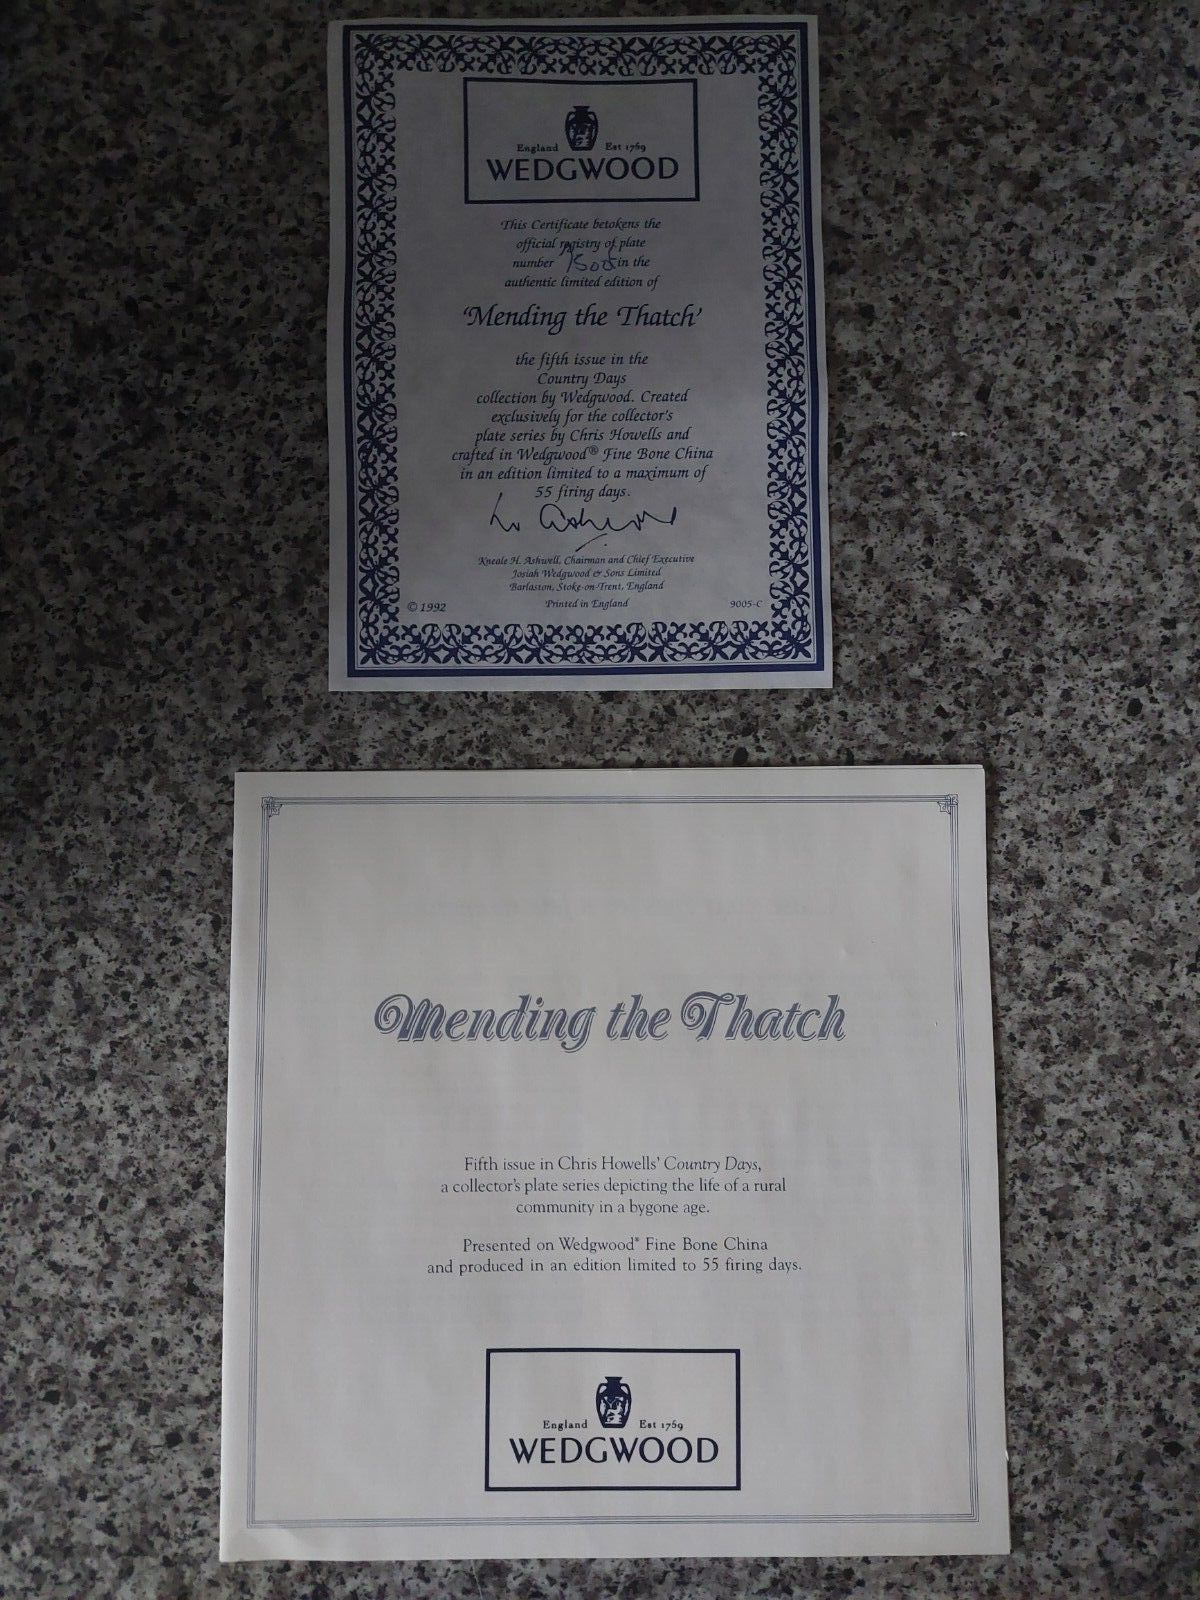 England Est 1759
WEDGWOOD
This Certificate betokens the
official registry of plate
number in the
authentic limited edition of
'Mending the Thatch'
the fifth issue in the
Country Days
collection by Wedgwood. Created
exclusively for the collector's
plate series by Chris Howells and
crafted in Wedgwood® Fine Bone China
in an edition limited to a maximum of
55 firing days.
Kneale H. Ashwell, Chairman and Chief Executive
Josiah Wedgwood & Sons Limited
Barlaston, Stoke-on-Trent, England
© 1992 Printed in England 9005-C
Mending the Thatch
Fifth issue in Chris Howells' Country Days,
a collector's plate series depicting the life of a rural
community in a bygone age.
Presented on Wedgwood® Fine Bone China
and produced in an edition limited to 55 firing days.
England Est 1759
WEDGWOOD